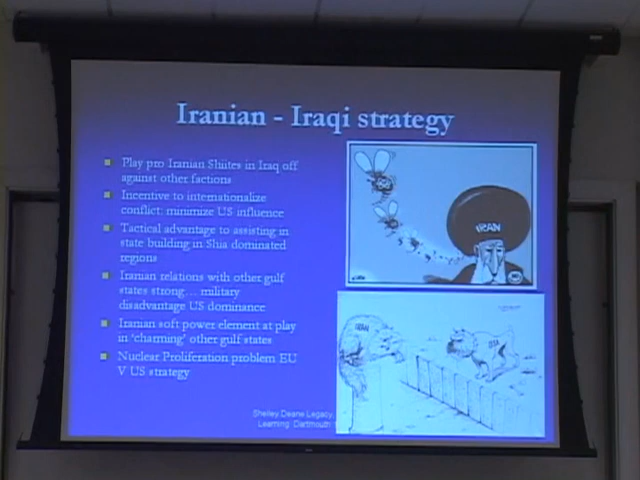 Iranian - Iraqi strategy
Play pro Iranian Shiites in Iraq off
against other factions
Incentive to internationalize
conflict: minimize US influence
Tactical advantage to assisting in
state building in Shia dominated
regions
Iranian relations with other gulf
states strong… military
disadvantage US dominance
Iranian soft power element at play
in 'charming' other gulf states
Nuclear Proliferation problem EU
V US strategy
IRAN
IRAN
USA
Shelley Deane Legacy,
Learning: Dartmouth